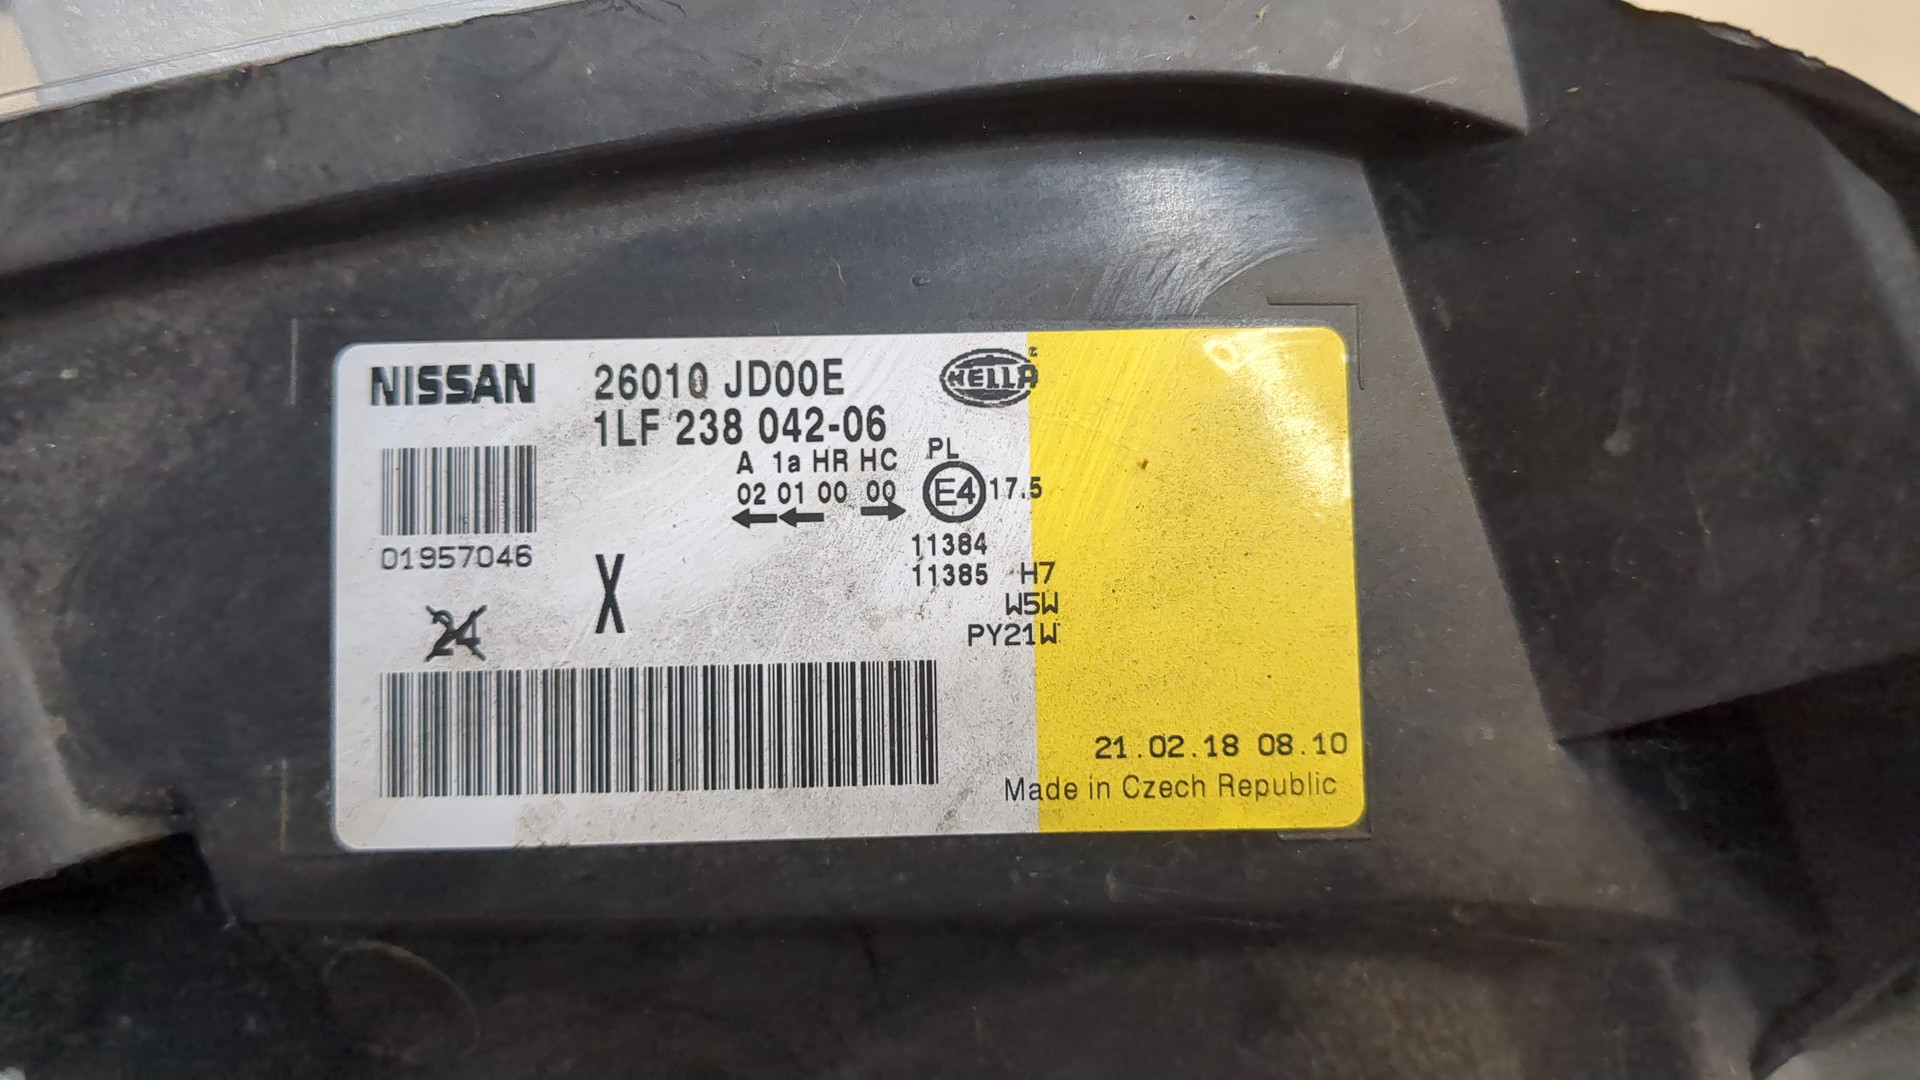 NISSAN 26010 JD00E HELLA ®
1LF 238 042-06
A 1a HR HC PL
02 01 00 00 E4 17.5
←← →
01957046
11384
11385 H7
W5W
PY21W
24 X
21.02.18 08.10
Made in Czech Republic